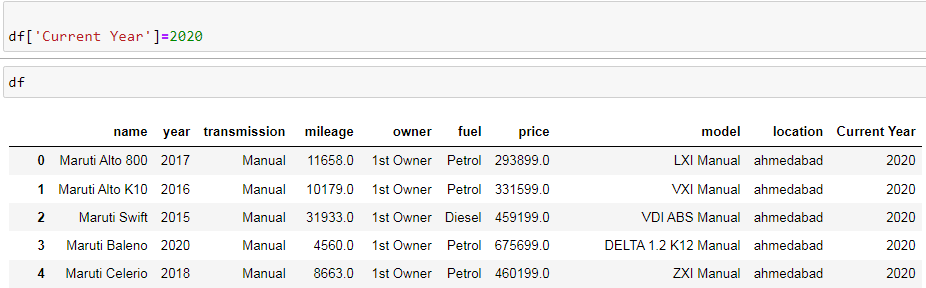 df['Current Year']=2020
df
name year transmission mileage owner fuel price model location Current Year
0 Maruti Alto 800 2017 Manual 11658.0 1st Owner Petrol 293899.0 LXI Manual ahmedabad 2020
1 Maruti Alto K10 2016 Manual 10179.0 1st Owner Petrol 331599.0 VXI Manual ahmedabad 2020
2 Maruti Swift 2015 Manual 31933.0 1st Owner Diesel 459199.0 VDI ABS Manual ahmedabad 2020
3 Maruti Baleno 2020 Manual 4560.0 1st Owner Petrol 675699.0 DELTA 1.2 K12 Manual ahmedabad 2020
4 Maruti Celerio 2018 Manual 8663.0 1st Owner Petrol 460199.0 ZXI Manual ahmedabad 2020